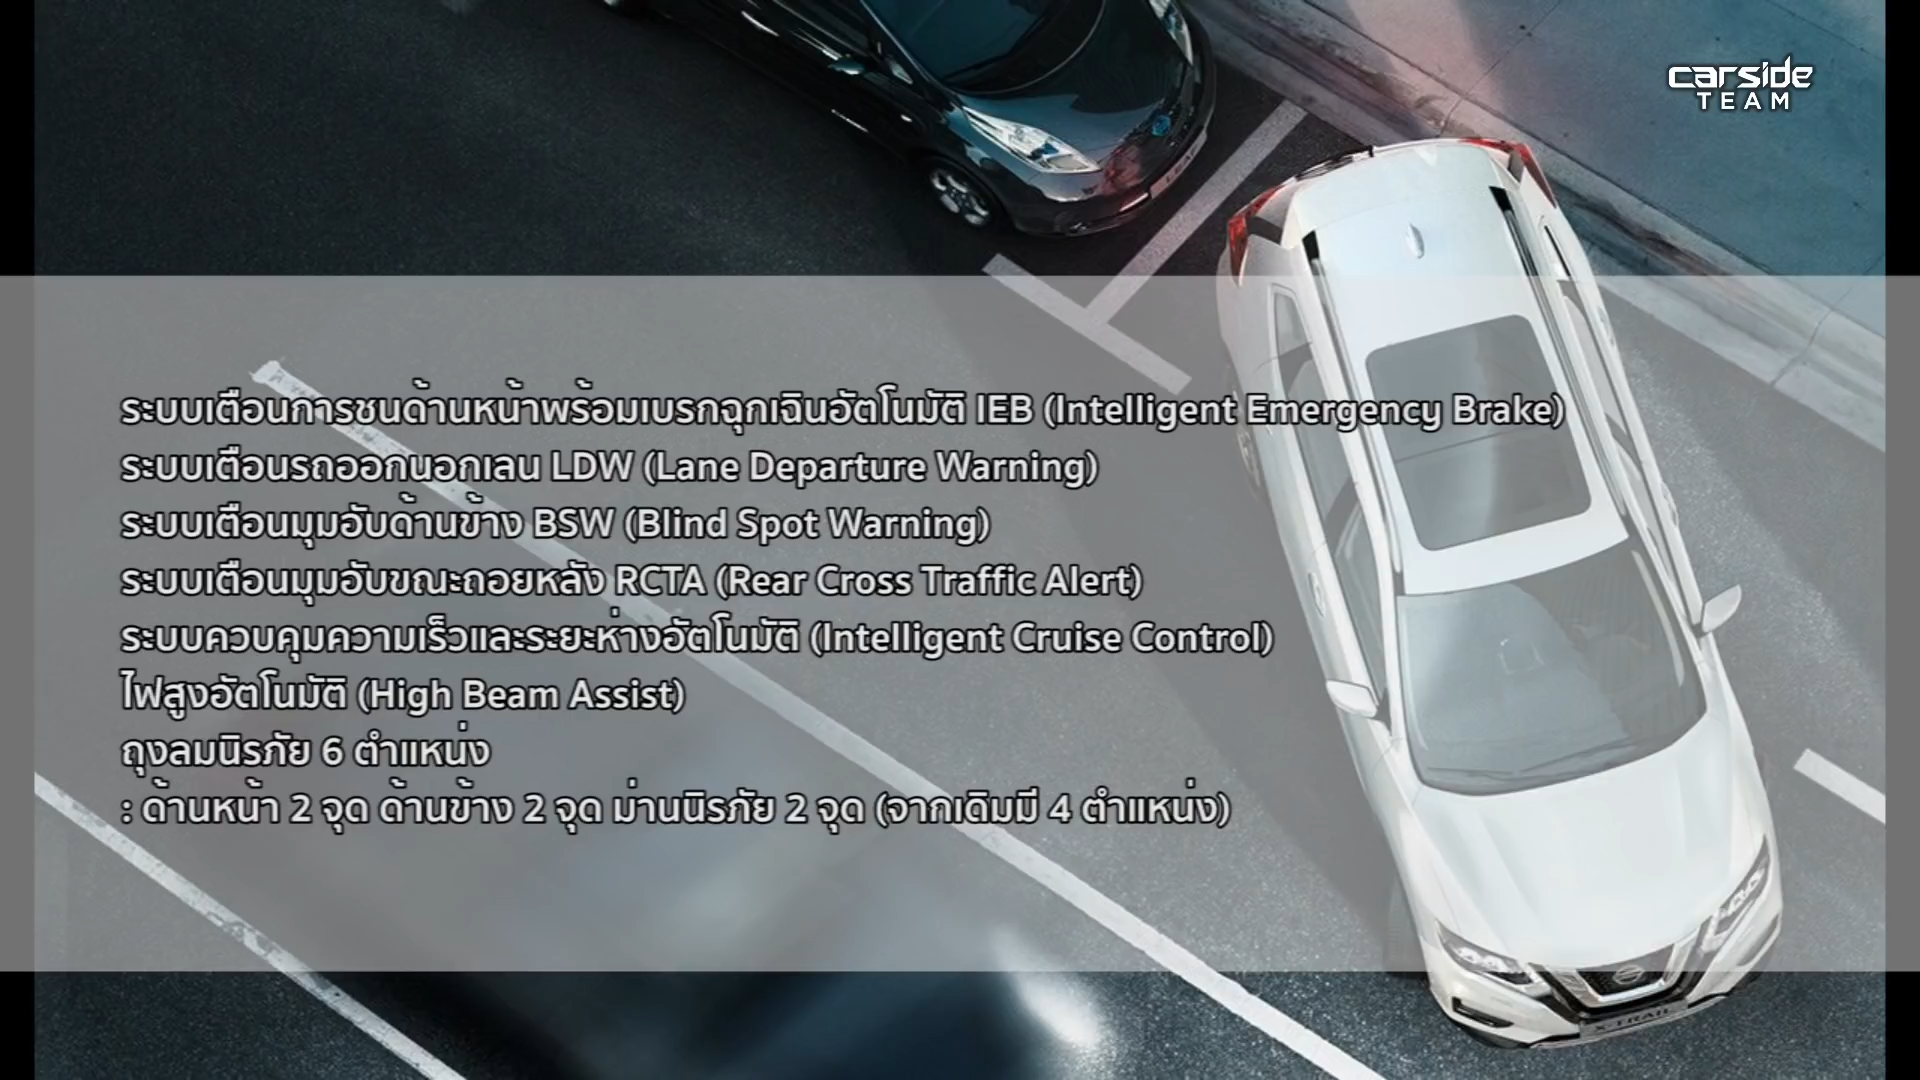 carside
TEAM
ระบบเตือนการชนด้านหน้าพร้อมเบรกฉุกเฉินอัตโนมัติ IEB (Intelligent Emergency Brake)
ระบบเตือนรถออกนอกเลน LDW (Lane Departure Warning)
ระบบเตือนมุมอับด้านข้าง BSW (Blind Spot Warning)
ระบบเตือนมุมอับขณะถอยหลัง RCTA (Rear Cross Traffic Alert)
ระบบควบคุมความเร็วและระยะห่างอัตโนมัติ (Intelligent Cruise Control)
ไฟสูงอัตโนมัติ (High Beam Assist)
ถุงลมนิรภัย 6 ตำแหน่ง
: ด้านหน้า 2 จุด ด้านข้าง 2 จุด ม่านนิรภัย 2 จุด (จากเดิมมี 4 ตำแหน่ง)
X-TRAIL